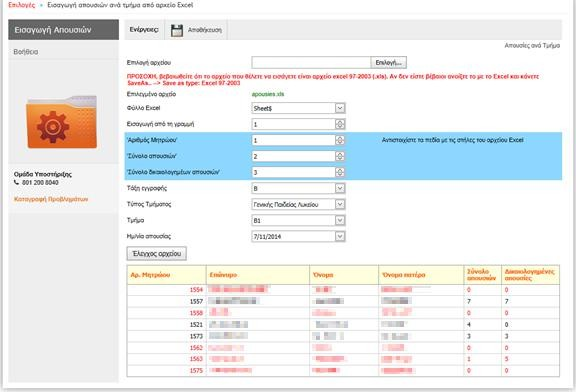 Επιλογές » Εισαγωγή απουσιών ανά τμήμα από αρχείο Excel
Εισαγωγή Απουσιών
Βοήθεια
Ομάδα Υποστήριξης
801 200 8040
Καταγραφή Προβλημάτων
Ενέργειες: Αποθήκευση
Απουσίες ανά Τμήμα
Επιλογή αρχείου Επιλογή...
ΠΡΟΣΟΧΗ, βεβαιωθείτε ότι το αρχείο που θέλετε να εισάγετε είναι αρχείο excel 97-2003 (.xls). Αν δεν είστε βέβαιοι ανοίξτε το με το Excel και κάνετε
SaveAs.. --> Save as type: Excel 97-2003
Επιλεγμένο αρχείο apousies.xls
Φύλλο Excel Sheet$
Εισαγωγή από τη γραμμή 1
'Αριθμός Μητρώου' 1 Αντιστοιχίστε τα πεδία με τις στήλες του αρχείου Excel
'Σύνολο απουσιών' 2
'Σύνολο δικαιολογημένων απουσιών' 3
Τάξη εγγραφής Β
Τύπος Τμήματος Γενικής Παιδείας Λυκείου
Τμήμα Β1
Ημ/νία απουσίας 7/11/2014
Έλεγχος αρχείου
Αρ. Μητρώου Επώνυμο Όνομα Όνομα πατέρα Σύνολο απουσιών Δικαιολογημένες απουσίες
1554 0 0
1557 7 7
1558 0 0
1521 4 0
1573 3 3
1562 0 0
1563 1 5
1575 0 0